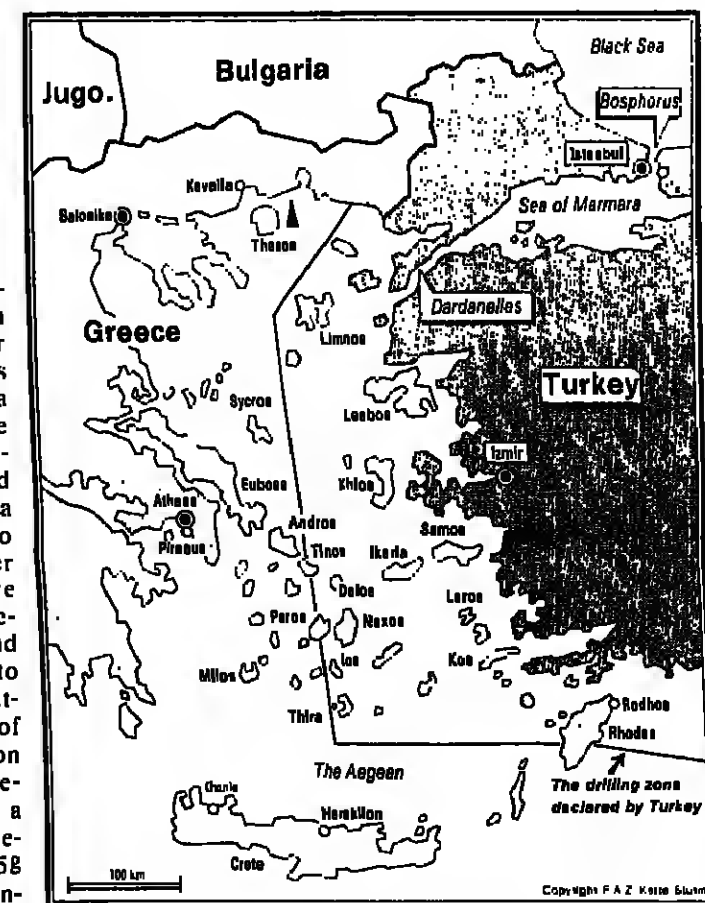 Black Sea
Bulgaria
Jugo.
Bosphorus
Istanbul
Kavalla
Salonika
Sea of Marmara
Thasos
Dardanelles
Greece
Limnos
Turkey
Lesbos
Sycros
Izmir
Khios
Euboea
Athens
Andros
Samos
Piraeus
Tinos
Ikaria
Delos
Leros
Paros
Naxos
Ios
Kos
Milos
Thira
Rodhos
Rhodes
The Aegean
The drilling zone
declared by Turkey
Chania
Heraklion
Crete
100 km
Copyright F A Z